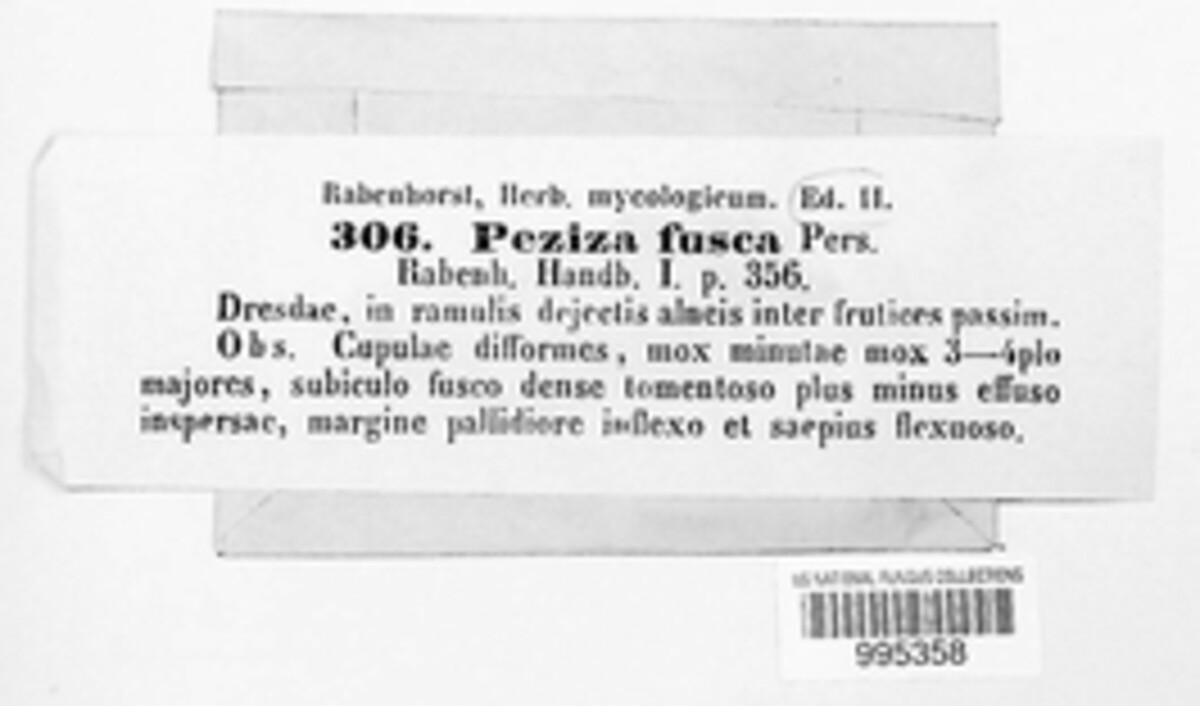 Rabenhorst, Herb. mycologicum. Ed. II.
306. Peziza fusca Pers.
Rabenh. Handb. I. p. 356.
Dresdae, in ramulis dejectis alneis inter frutices passim.
Obs. Cupulae difformes, mox minutae mox 3—4plo
majores, subiculo fusco dense tomentoso plus minus effuso
inspersae, margine pallidiore inflexo et saepius flexuoso.
US NATIONAL FUNGUS COLLECTIONS
995358